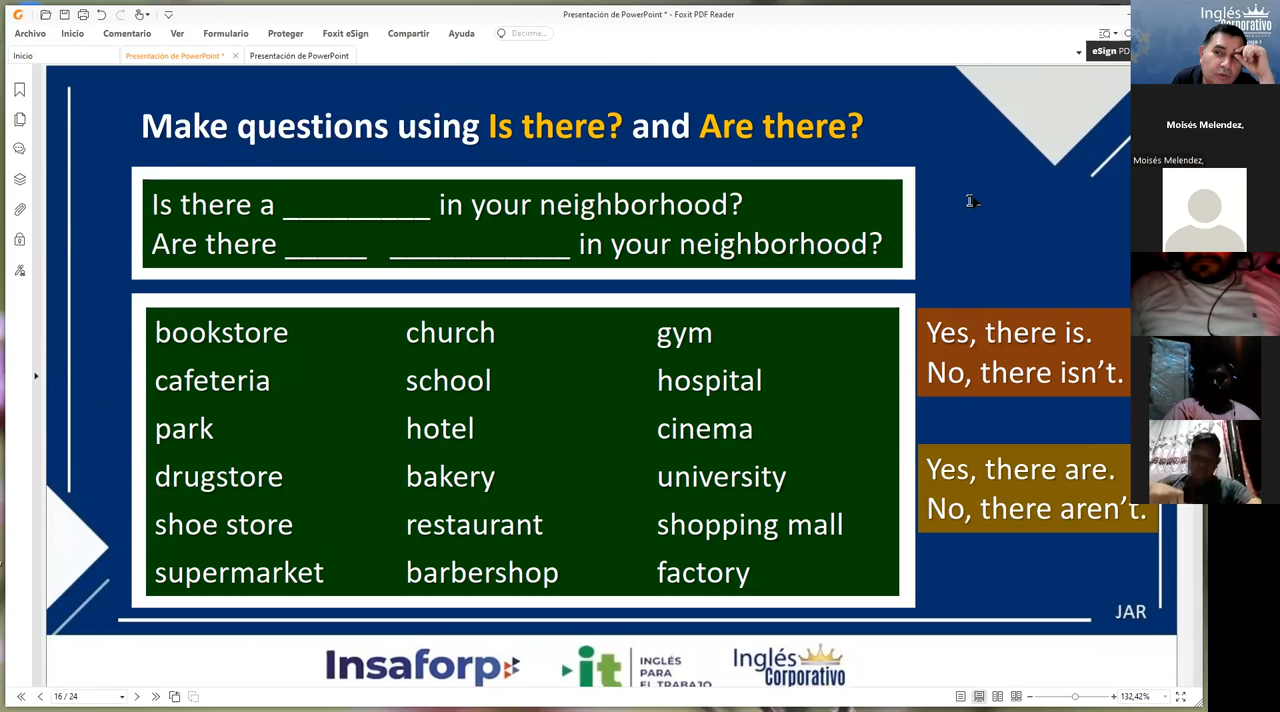 Presentación de PowerPoint * - Foxit PDF Reader
Archivo Inicio Comentario Ver Formulario Proteger Foxit eSign Compartir Ayuda Decirme...
Inicio Presentación de PowerPoint * Presentación de PowerPoint
eSign PD
Inglés
Corporativo
Make questions using Is there? and Are there?
Moisés Melendez,
Moisés Melendez,
Is there a _________ in your neighborhood?
Are there _____ ___________ in your neighborhood?
bookstore church gym
cafeteria school hospital
park hotel cinema
drugstore bakery university
shoe store restaurant shopping mall
supermarket barbershop factory
Yes, there is.
No, there isn’t.
Yes, there are.
No, there aren’t.
JAR
Insaforp it INGLÉS
PARA
EL TRABAJO
Inglés
Corporativo
16 / 24 132,42%